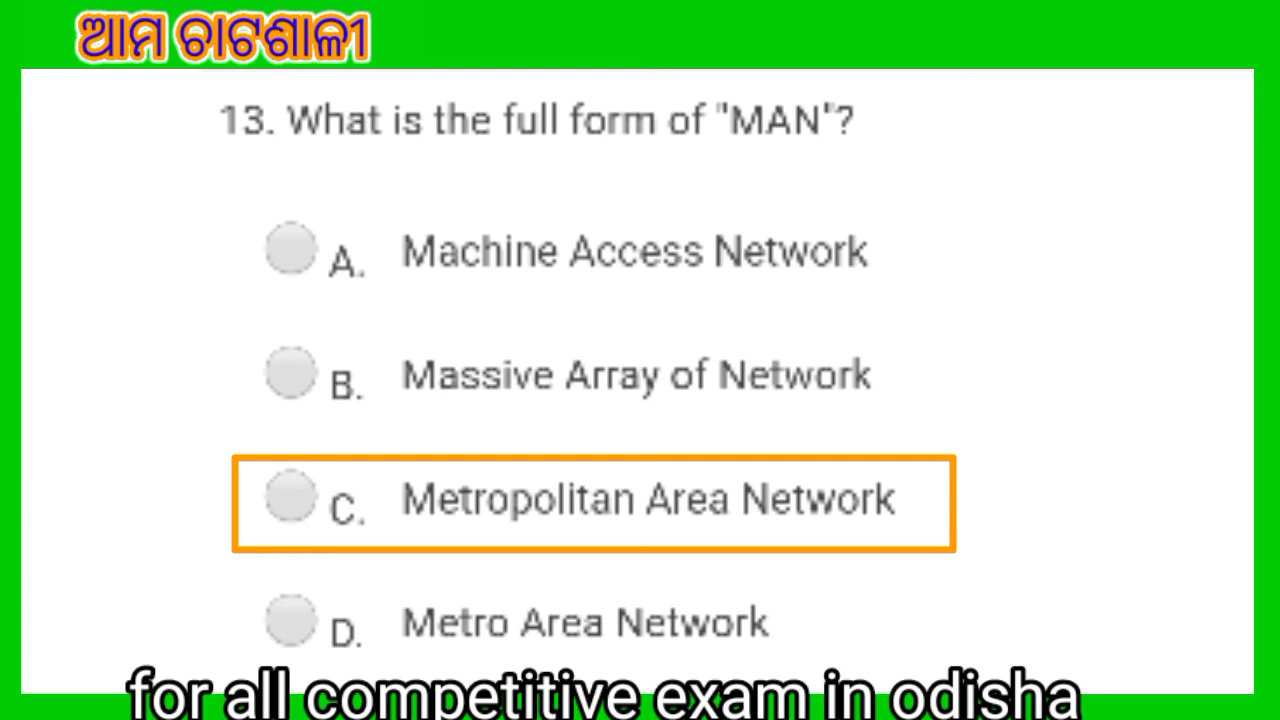 ଆମ ଚାଟଶାଳୀ
13. What is the full form of "MAN"?
A. Machine Access Network
B. Massive Array of Network
C. Metropolitan Area Network
D. Metro Area Network
for all competitive exam in odisha